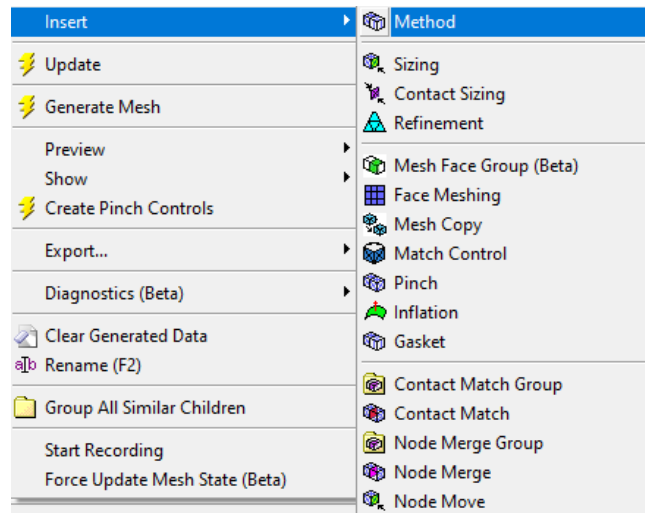 Insert
Update
Generate Mesh
Preview
Show
Create Pinch Controls
Export...
Diagnostics (Beta)
Clear Generated Data
Rename (F2)
Group All Similar Children
Start Recording
Force Update Mesh State (Beta)
Method
Sizing
Contact Sizing
Refinement
Mesh Face Group (Beta)
Face Meshing
Mesh Copy
Match Control
Pinch
Inflation
Gasket
Contact Match Group
Contact Match
Node Merge Group
Node Merge
Node Move